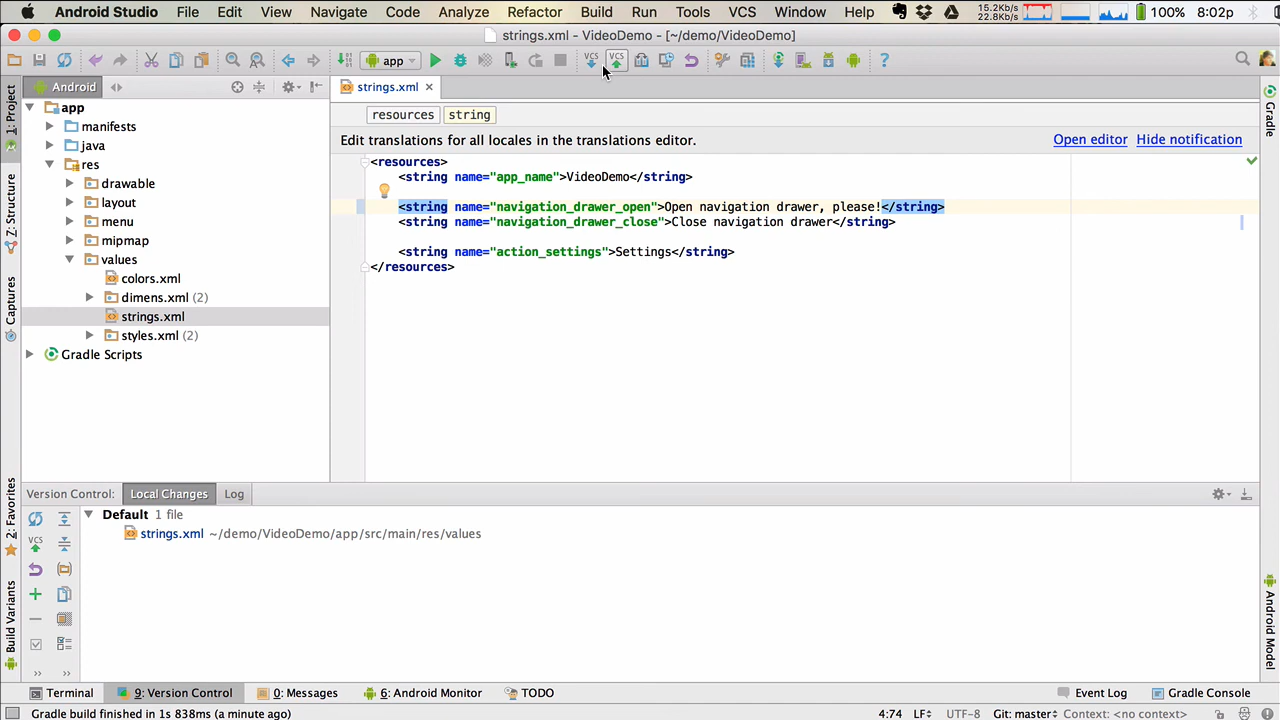 Android Studio File Edit View Navigate Code Analyze Refactor Build Run Tools VCS Window Help 15.2Kb/s 22.8Kb/s 100% 8:02p
strings.xml - VideoDemo - [~/demo/VideoDemo]
app VCS VCS ?
1: Project
Z: Structure
Captures
2: Favorites
Build Variants
Android
app
manifests
java
res
drawable
layout
menu
mipmap
values
colors.xml
dimens.xml (2)
strings.xml
styles.xml (2)
Gradle Scripts
strings.xml
resources string
Edit translations for all locales in the translations editor. Open editor Hide notification
<resources>
<string name="app_name">VideoDemo</string>
<string name="navigation_drawer_open">Open navigation drawer, please!</string>
<string name="navigation_drawer_close">Close navigation drawer</string>
<string name="action_settings">Settings</string>
</resources>
Gradle
Android Model
Version Control: Local Changes Log
Default 1 file
strings.xml ~/demo/VideoDemo/app/src/main/res/values
VCS
Terminal 9: Version Control 0: Messages 6: Android Monitor TODO Event Log Gradle Console
Gradle build finished in 1s 838ms (a minute ago) 4:74 LF UTF-8 Git: master Context: <no context>